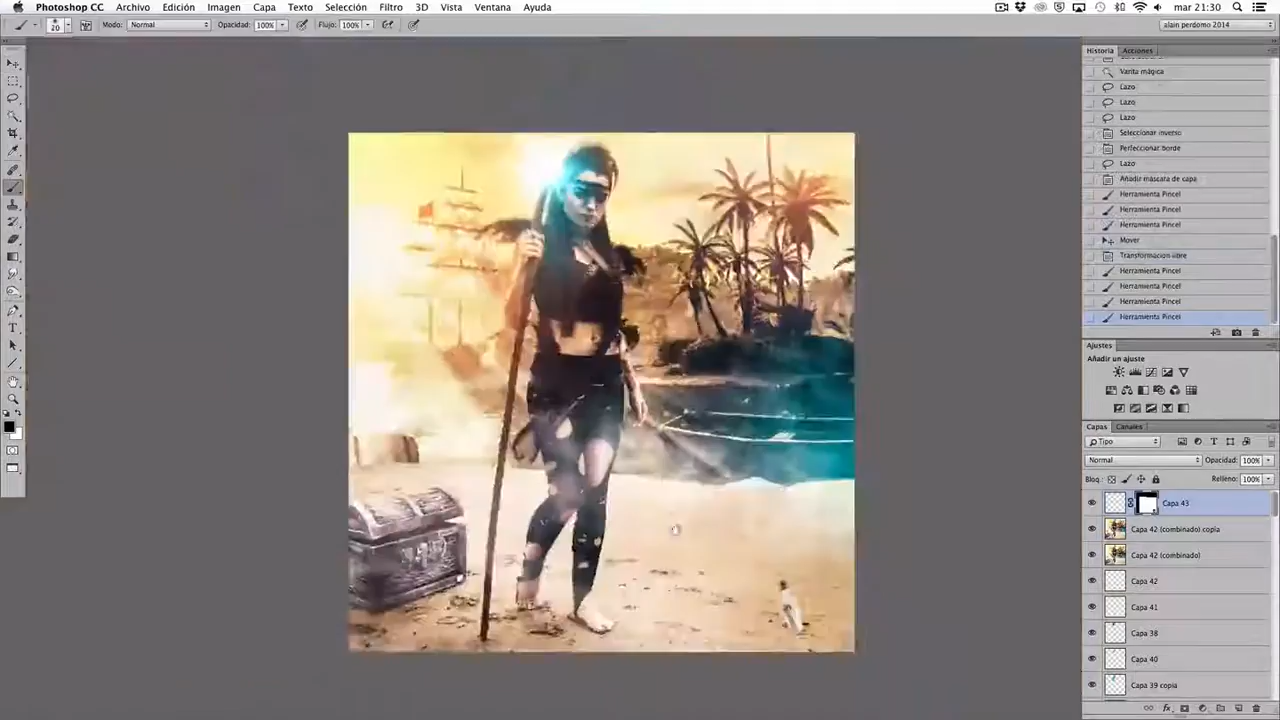 Photoshop CC Archivo Edición Imagen Capa Texto Selección Filtro 3D Vista Ventana Ayuda mar 21:30
20 Modo: Normal Opacidad: 100% Flujo: 100% alain perdomo 2014
Historia Acciones
Varita mágica
Lazo
Lazo
Lazo
Seleccionar inverso
Perfeccionar borde
Lazo
Añadir máscara de capa
Herramienta Pincel
Herramienta Pincel
Herramienta Pincel
Mover
Transformación libre
Herramienta Pincel
Herramienta Pincel
Herramienta Pincel
Herramienta Pincel
Ajustes
Añadir un ajuste
Capas Canales
Tipo
Normal Opacidad: 100%
Bloq.: Relleno: 100%
Capa 43
Capa 42 (combinado) copia
Capa 42 (combinado)
Capa 42
Capa 41
Capa 38
Capa 40
Capa 39 copia